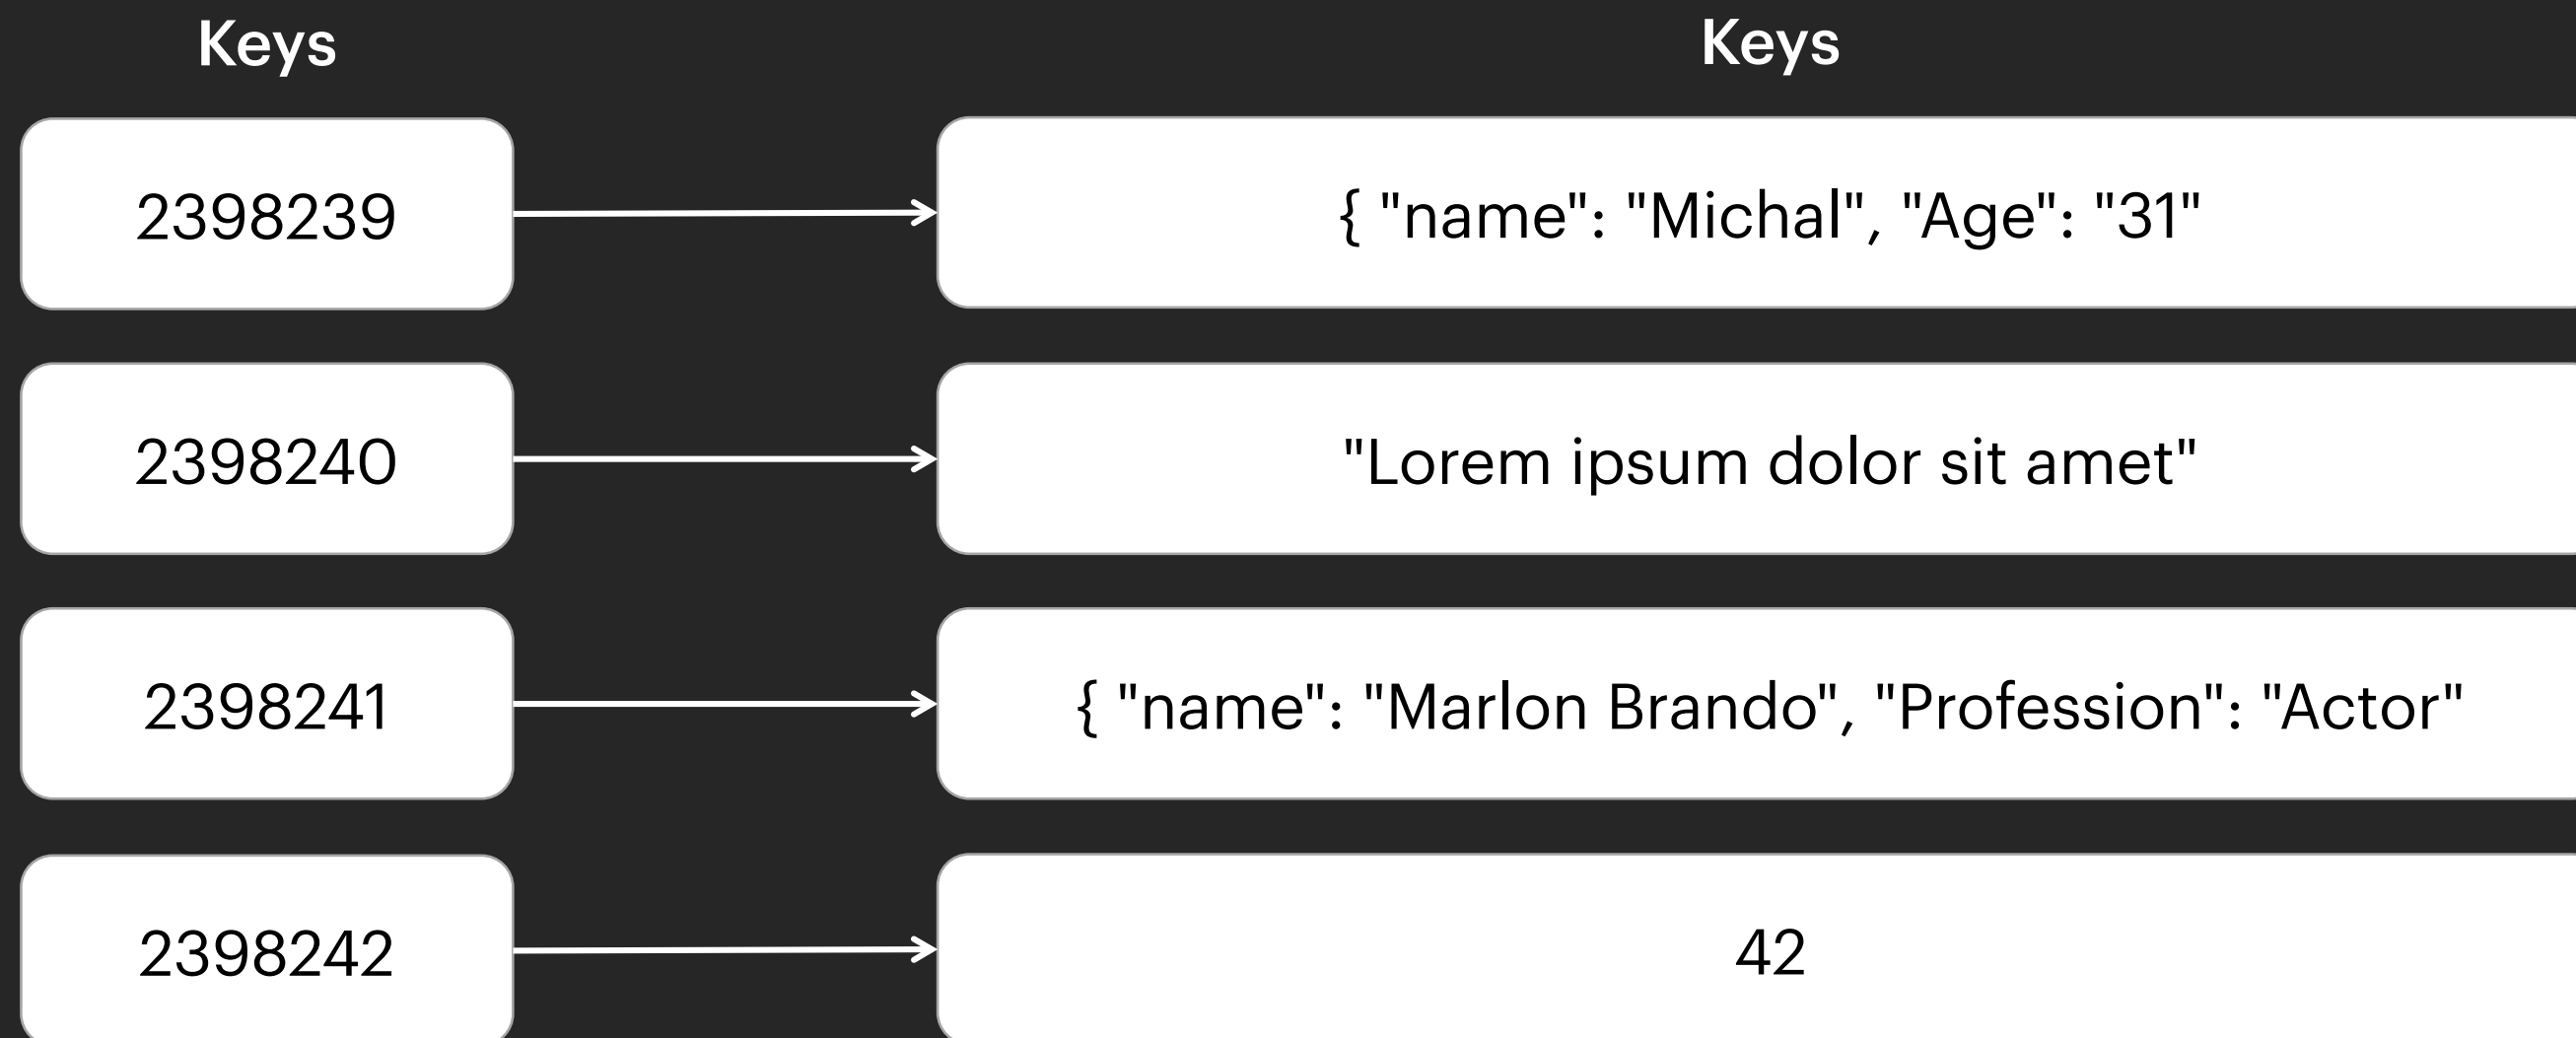 Keys
Keys
2398239
{ "name": "Michal", "Age": "31"
2398240
"Lorem ipsum dolor sit amet"
2398241
{ "name": "Marlon Brando", "Profession": "Actor"
2398242
42